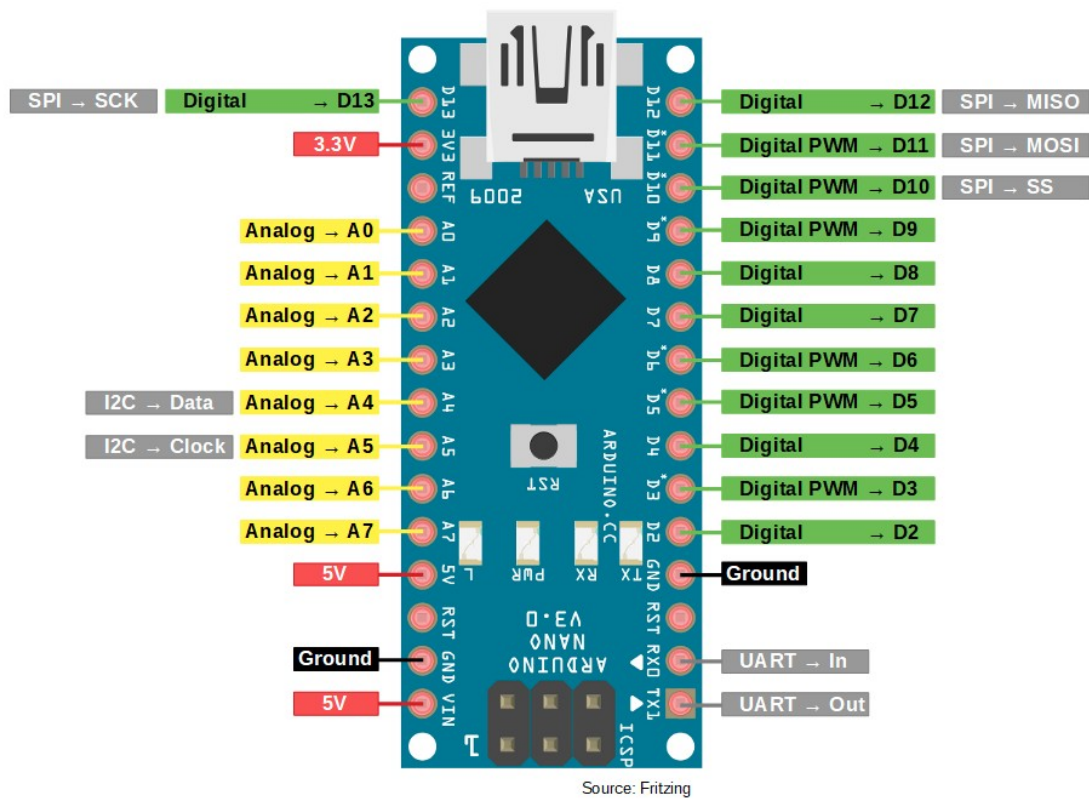 SPI → SCK
Digital → D13
3.3V
Analog → A0
Analog → A1
Analog → A2
Analog → A3
I2C → Data
Analog → A4
I2C → Clock
Analog → A5
Analog → A6
Analog → A7
5V
Ground
5V
D13
3V3
REF
A0
A1
A2
A3
A4
A5
A6
A7
5V
RST
GND
VIN
2009
USA
RST
ARDUINO.CC
L
PWR
RX
TX
ARDUINO
NANO
V3.0
1
ICSP
D12
D11*
D10*
D9*
D8
D7
D6*
D5*
D4
D3*
D2
GND
RST
RX0
TX1
Digital → D12
SPI → MISO
Digital PWM → D11
SPI → MOSI
Digital PWM → D10
SPI → SS
Digital PWM → D9
Digital → D8
Digital → D7
Digital PWM → D6
Digital PWM → D5
Digital → D4
Digital PWM → D3
Digital → D2
Ground
UART → In
UART → Out
Source: Fritzing